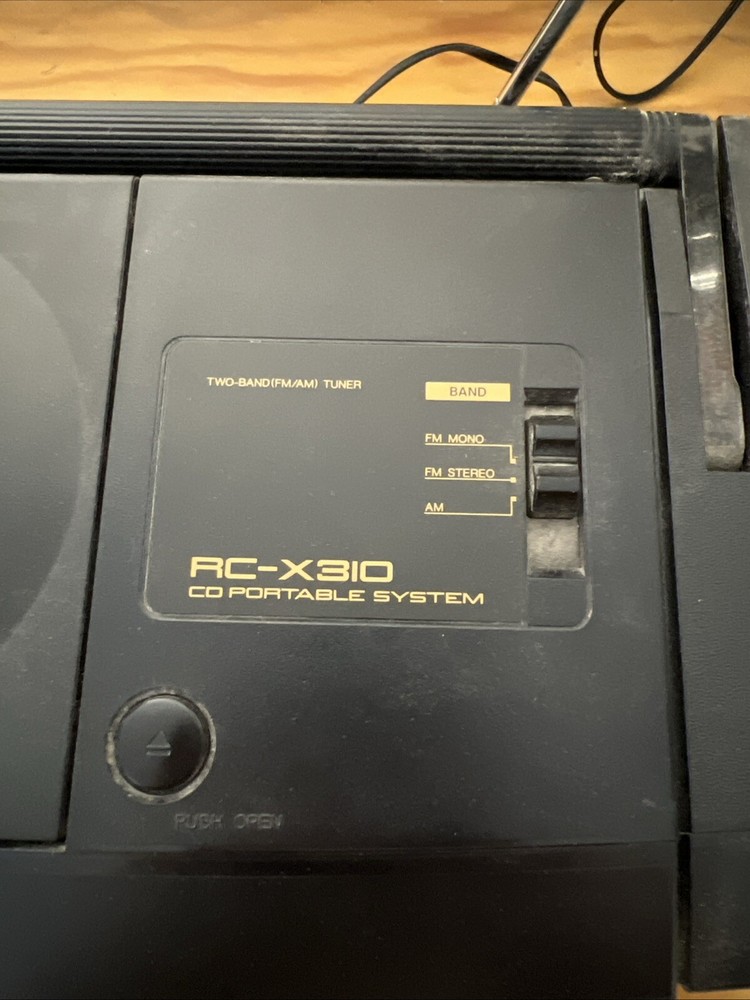 TWO-BAND(FM/AM) TUNER
BAND
FM MONO
FM STEREO
AM
RC-X310
CD PORTABLE SYSTEM
PUSH OPEN